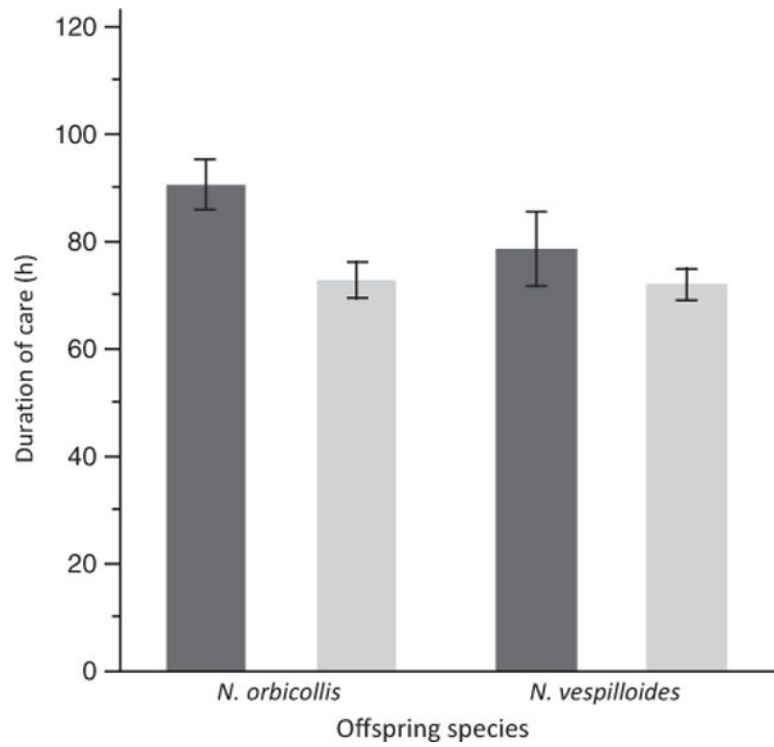 120
100
80
60
40
20
0
Duration of care (h)
N. orbicollis
N. vespilloides
Offspring species